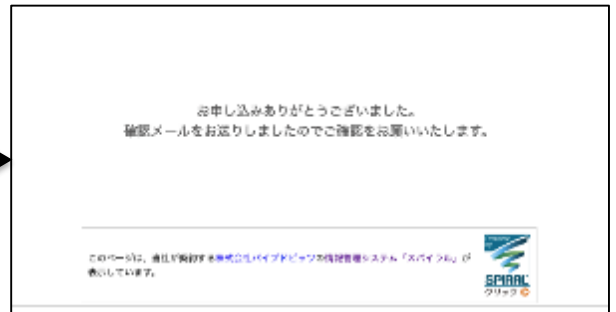 お申し込みありがとうございました。
確認メールをお送りしましたのでご確認をお願いいたします。
このページは、当社が契約する株式会社パイプドビッツの情報管理システム「スパイラル」が
表示しています。
SPIRAL
クリック